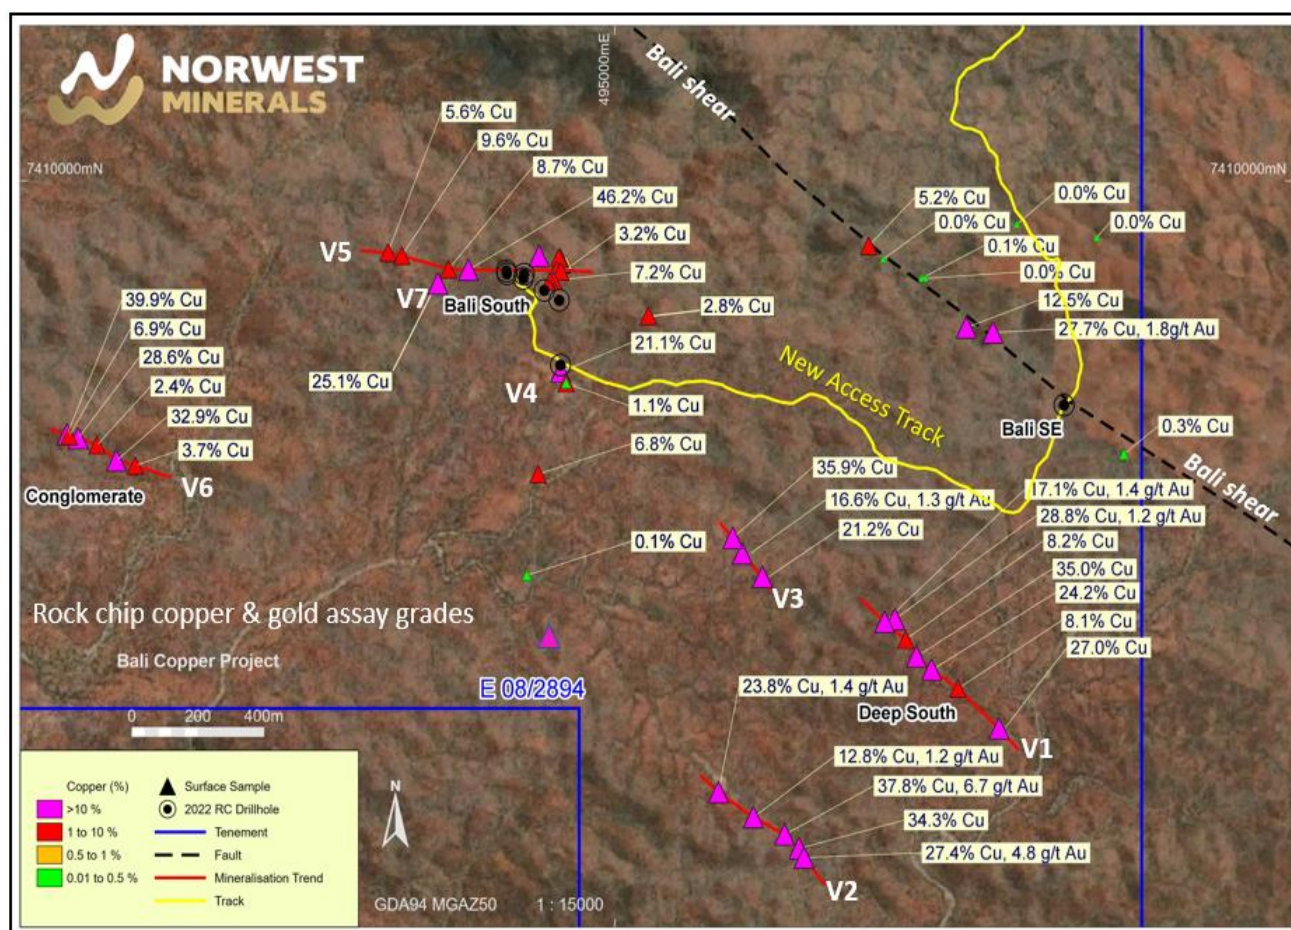 NORWEST
MINERALS
495000mE
Bali shear
5.6% Cu
9.6% Cu
8.7% Cu
7410000mN
7410000mN
46.2% Cu
5.2% Cu
0.0% Cu
0.0% Cu
0.0% Cu
V5
3.2% Cu
0.1% Cu
7.2% Cu
0.0% Cu
V7
Bali South
39.9% Cu
6.9% Cu
28.6% Cu
2.4% Cu
32.9% Cu
3.7% Cu
2.8% Cu
12.5% Cu
27.7% Cu, 1.8g/t Au
21.1% Cu
25.1% Cu
V4
New Access Track
1.1% Cu
Bali SE
6.8% Cu
0.3% Cu
Bali shear
Conglomerate
V6
35.9% Cu
16.6% Cu, 1.3 g/t Au
21.2% Cu
17.1% Cu, 1.4 g/t Au
28.8% Cu, 1.2 g/t Au
8.2% Cu
35.0% Cu
24.2% Cu
8.1% Cu
27.0% Cu
0.1% Cu
V3
Rock chip copper & gold assay grades
Bali Copper Project
E 08/2894
23.8% Cu, 1.4 g/t Au
Deep South
V1
0 200 400m
12.8% Cu, 1.2 g/t Au
37.8% Cu, 6.7 g/t Au
34.3% Cu
27.4% Cu, 4.8 g/t Au
V2
Copper (%)
>10 %
1 to 10 %
0.5 to 1 %
0.01 to 0.5 %
Surface Sample
2022 RC Drillhole
Tenement
Fault
Mineralisation Trend
Track
N
GDA94 MGAZ50 1 : 15000